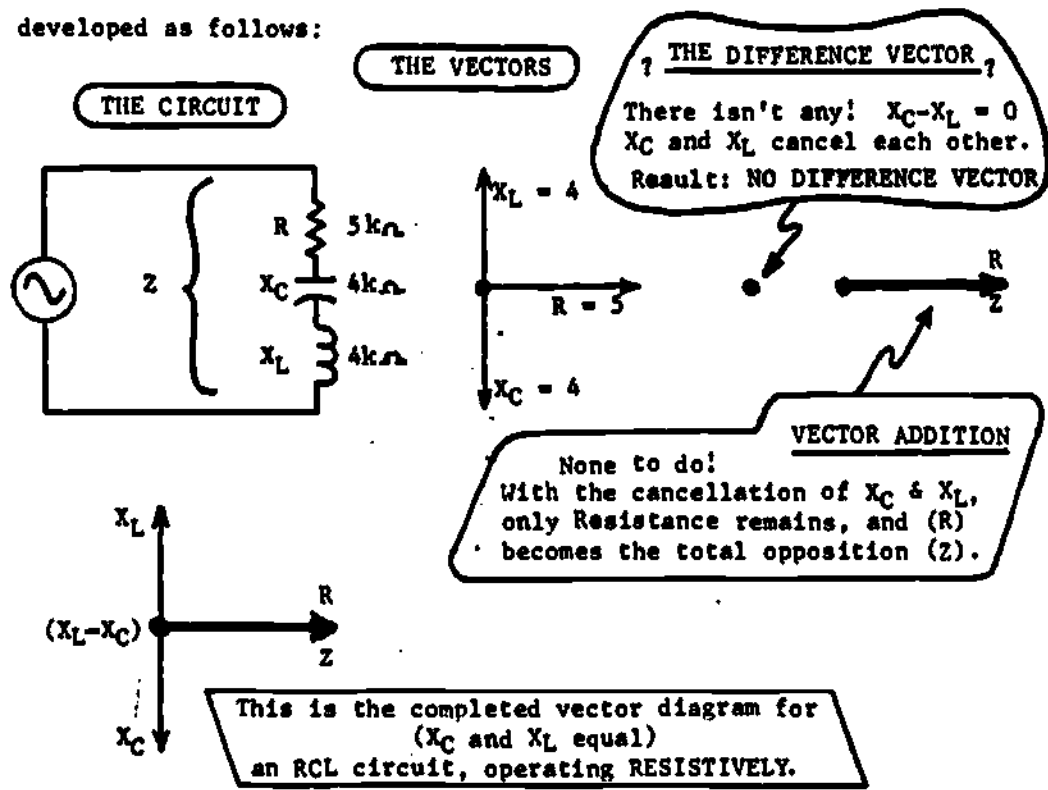 developed as follows:
THE CIRCUIT
THE VECTORS
? THE DIFFERENCE VECTOR ?
There isn't any! XC-XL = 0
XC and XL cancel each other.
Result: NO DIFFERENCE VECTOR
Z
R 5kΩ
XC 4kΩ
XL 4kΩ
XL = 4
R = 5
XC = 4
R
Z
VECTOR ADDITION
None to do!
With the cancellation of XC & XL,
only Resistance remains, and (R)
becomes the total opposition (Z).
XL
(XL-XC)
XC
R
Z
This is the completed vector diagram for
(XC and XL equal)
an RCL circuit, operating RESISTIVELY.